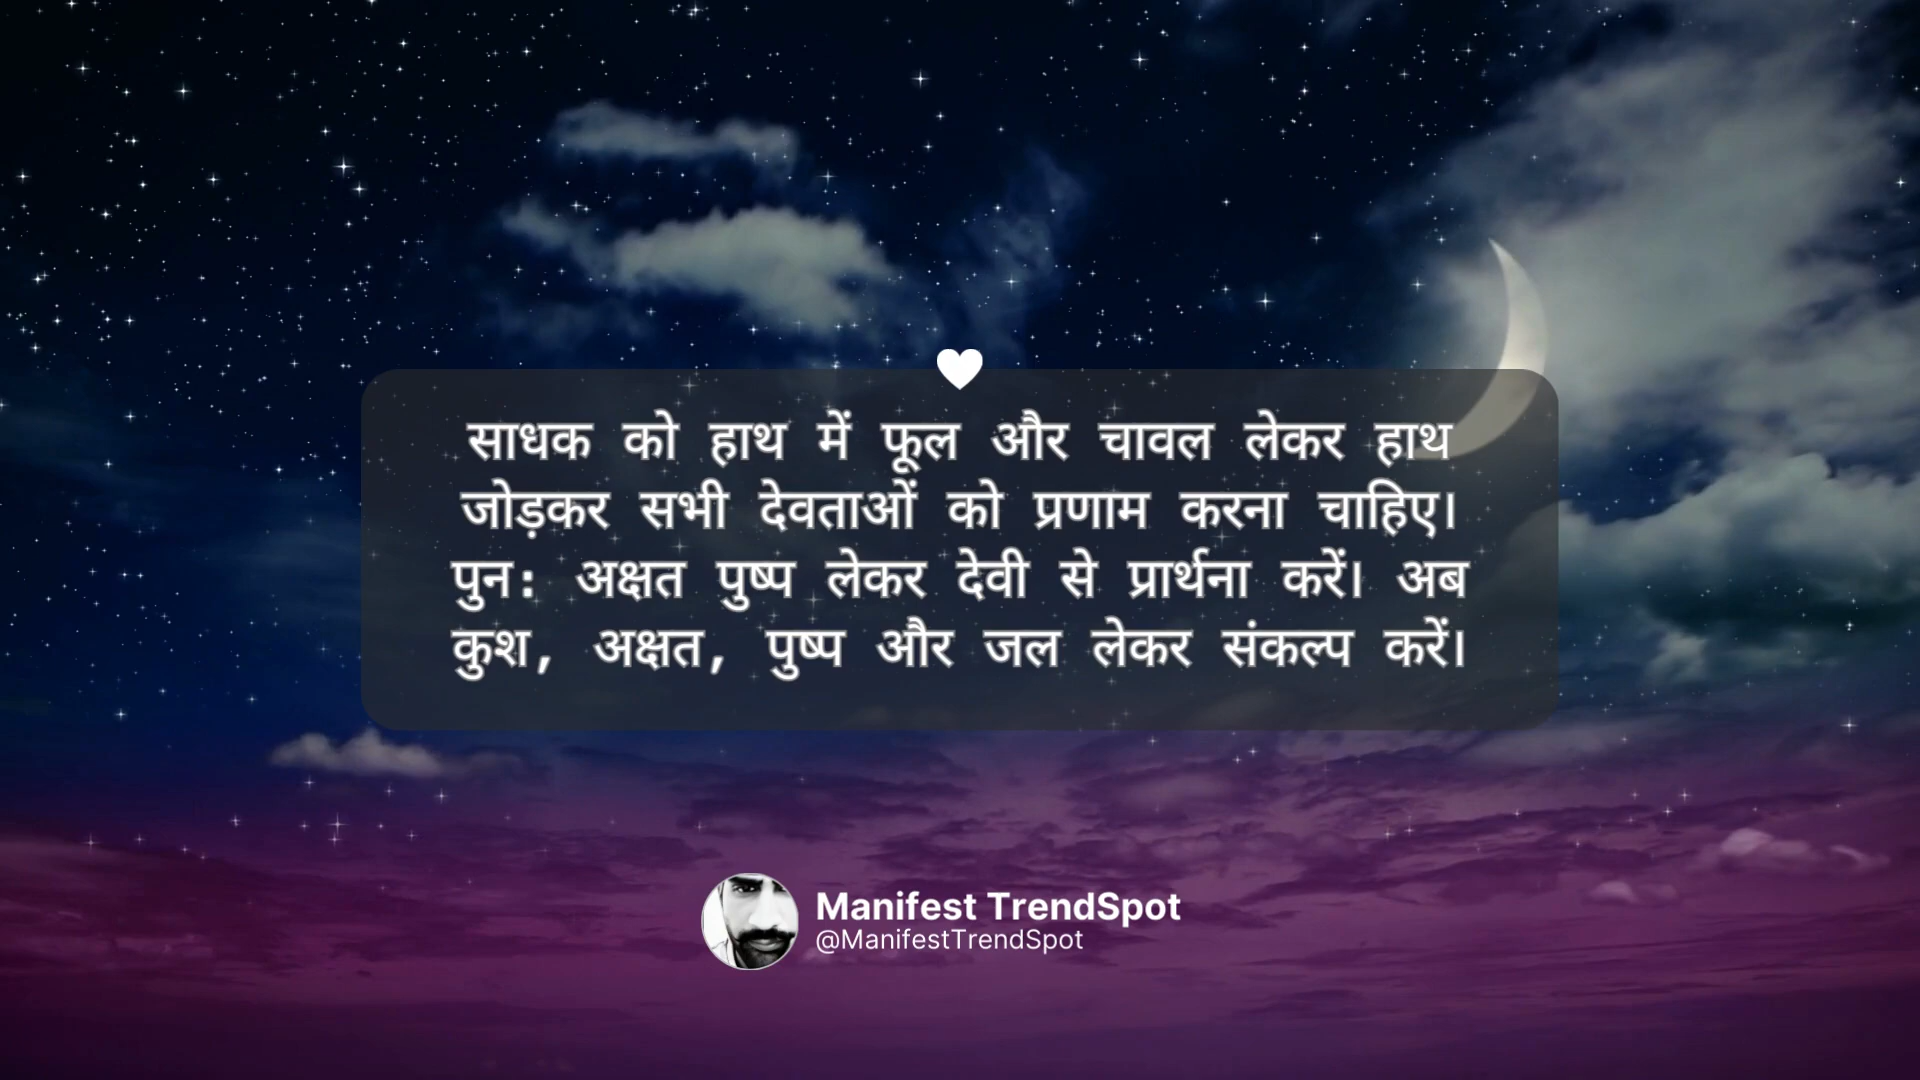 साधक को हाथ में फूल और चावल लेकर हाथ
जोड़कर सभी देवताओं को प्रणाम करना चाहिए।
पुन: अक्षत पुष्प लेकर देवी से प्रार्थना करें। अब
कुश, अक्षत, पुष्प और जल लेकर संकल्प करें।
Manifest TrendSpot
@ManifestTrendSpot